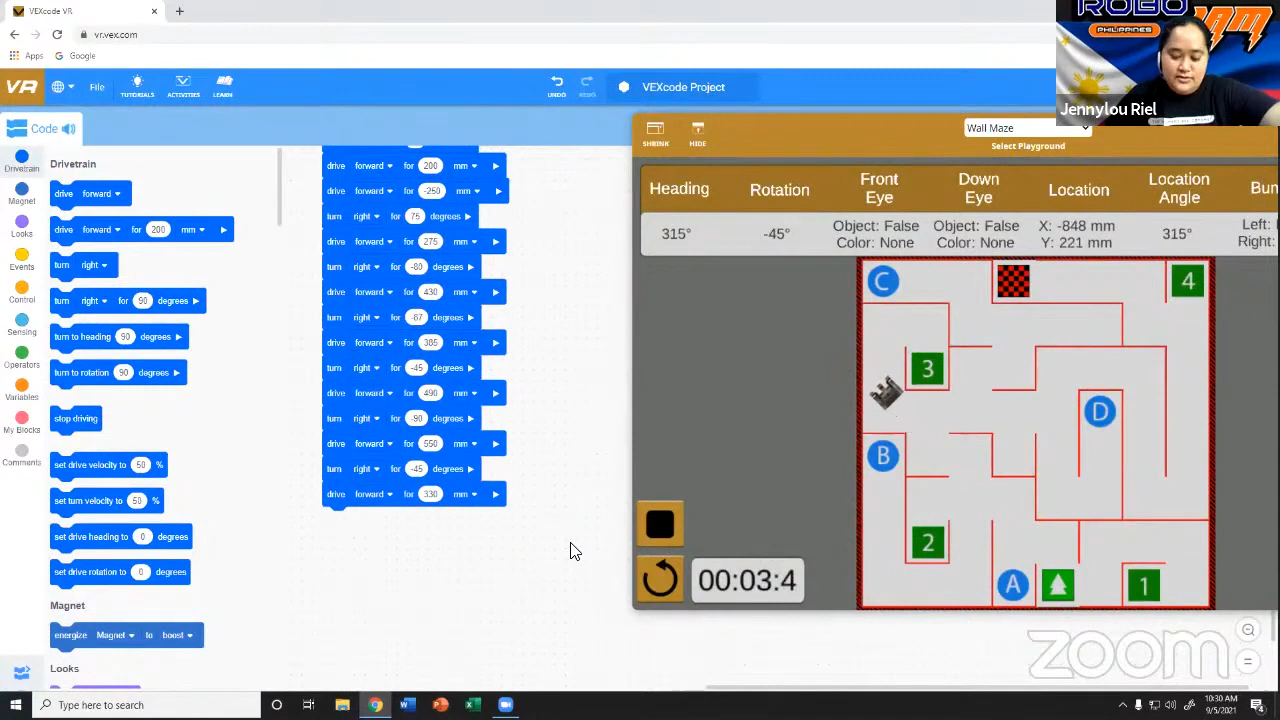 VEXcode VR
vr.vex.com
Apps
Google
ROBO
PHILIPPINES
Jennylou Riel
VR
File
TUTORIALS
ACTIVITIES
LEARN
UNDO
REDO
VEXcode Project
Code
Drivetrain
Magnet
Looks
Events
Control
Sensing
Operators
Variables
My Blocks
Comments
Drivetrain
drive forward
drive forward for 200 mm
turn right
turn right for 90 degrees
turn to heading 90 degrees
turn to rotation 90 degrees
stop driving
set drive velocity to 50 %
set turn velocity to 50 %
set drive heading to 0 degrees
set drive rotation to 0 degrees
Magnet
energize Magnet to boost
Looks
drive forward for 200 mm
drive forward for -250 mm
turn right for 75 degrees
drive forward for 275 mm
turn right for -80 degrees
drive forward for 430 mm
turn right for -87 degrees
drive forward for 385 mm
turn right for -45 degrees
drive forward for 490 mm
turn right for -90 degrees
drive forward for 550 mm
turn right for -45 degrees
drive forward for 330 mm
SHRINK
HIDE
Wall Maze
Select Playground
Heading
Rotation
Front Eye
Down Eye
Location
Location Angle
315°
-45°
Object: False
Color: None
Object: False
Color: None
X: -848 mm
Y: 221 mm
315°
Left:
Right:
C
4
3
D
B
2
A
1
00:03:4
zoom
Type here to search
10:30 AM
9/5/2021